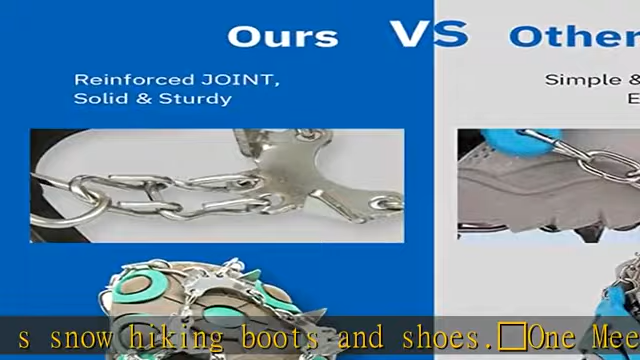 Ours VS Other
Reinforced JOINT,
Solid & Sturdy
Simple &
s snow hiking boots and shoes.□One Mee